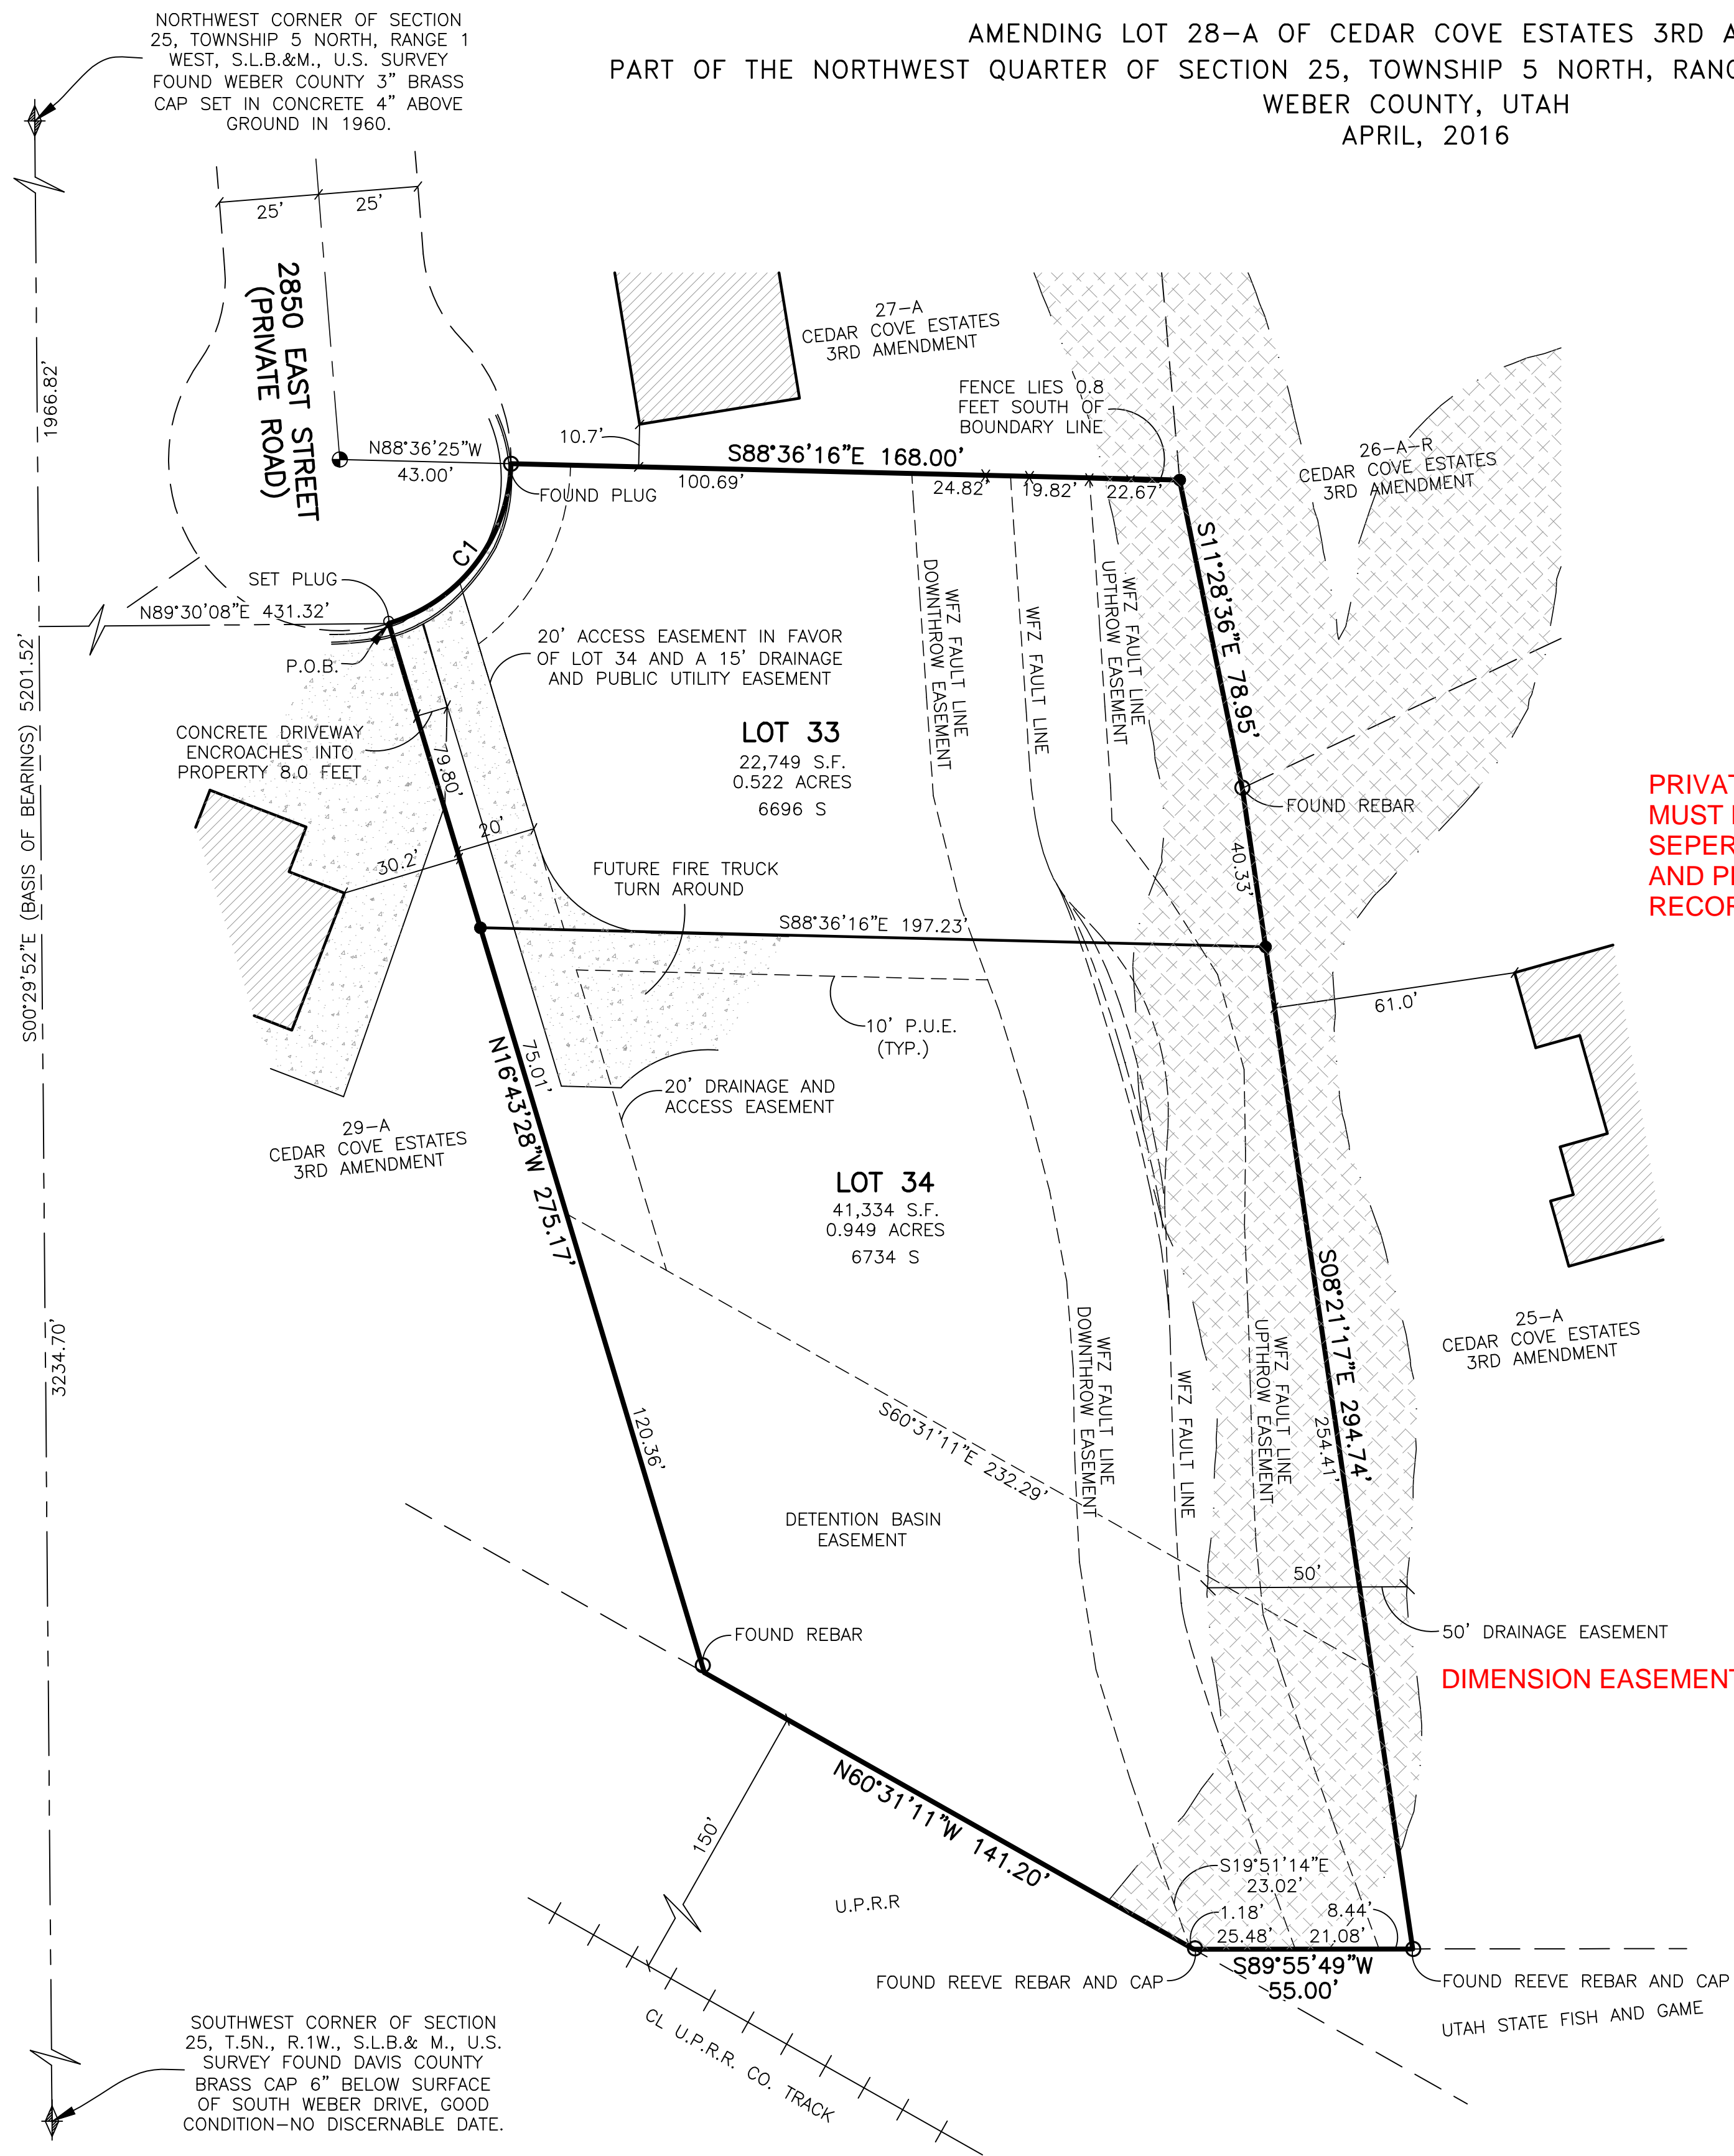 AMENDING LOT 28-A OF CEDAR COVE ESTATES 3RD
PART OF THE NORTHWEST QUARTER OF SECTION 25, TOWNSHIP 5 NORTH,
WEBER COUNTY, UTAH
APRIL, 2016
NORTHWEST CORNER OF SECTION
25, TOWNSHIP 5 NORTH, RANGE 1
WEST, S.L.B.&M., U.S. SURVEY
FOUND WEBER COUNTY 3" BRASS
CAP SET IN CONCRETE 4" ABOVE
GROUND IN 1960.
25'
25'
2850 EAST STREET
(PRIVATE ROAD)
1966.82'
27-A
CEDAR COVE ESTATES
3RD AMENDMENT
FENCE LIES 0.8
FEET SOUTH OF
BOUNDARY LINE
26-A-R
CEDAR COVE ESTATES
3RD AMENDMENT
N88°36'25"W
43.00'
10.7'
S88°36'16"E 168.00'
100.69'
24.82'
19.82'
22.67'
FOUND PLUG
C1
SET PLUG
N89°30'08"E 431.32'
P.O.B.
20' ACCESS EASEMENT IN FAVOR
OF LOT 34 AND A 15' DRAINAGE
AND PUBLIC UTILITY EASEMENT
WFZ FAULT LINE
DOWNTHROW EASEMENT
WFZ FAULT LINE
WFZ FAULT LINE
UPTHROW EASEMENT
S11°28'36"E 78.95'
CONCRETE DRIVEWAY
ENCROACHES INTO
PROPERTY 8.0 FEET
79.80'
LOT 33
22,749 S.F.
0.522 ACRES
6696 S
FOUND REBAR
20'
30.2'
40.33'
FUTURE FIRE TRUCK
TURN AROUND
S88°36'16"E 197.23'
S00°29'52"E (BASIS OF BEARINGS) 5201.52'
61.0'
10' P.U.E.
(TYP.)
75.01'
20' DRAINAGE AND
ACCESS EASEMENT
29-A
CEDAR COVE ESTATES
3RD AMENDMENT
N16°43'28"W 275.17'
LOT 34
41,334 S.F.
0.949 ACRES
6734 S
3234.70'
S08°21'17"E 294.74'
254.41'
25-A
CEDAR COVE ESTATES
3RD AMENDMENT
WFZ FAULT LINE
DOWNTHROW EASEMENT
WFZ FAULT LINE
WFZ FAULT LINE
UPTHROW EASEMENT
120.36'
S60°31'11"E 232.29'
DETENTION BASIN
EASEMENT
50'
50' DRAINAGE EASEMENT
DIMENSION EASEMENT
FOUND REBAR
150'
N60°31'11"W 141.20'
U.P.R.R
S19°51'14"E
23.02'
1.18'
8.44'
25.48'
21.08'
S89°55'49"W
55.00'
FOUND REEVE REBAR AND CAP
FOUND REEVE REBAR AND CAP
UTAH STATE FISH AND GAME
CL U.P.R.R. CO. TRACK
SOUTHWEST CORNER OF SECTION
25, T.5N., R.1W., S.L.B.& M., U.S.
SURVEY FOUND DAVIS COUNTY
BRASS CAP 6" BELOW SURFACE
OF SOUTH WEBER DRIVE, GOOD
CONDITION-NO DISCERNABLE DATE.
MUST
AND